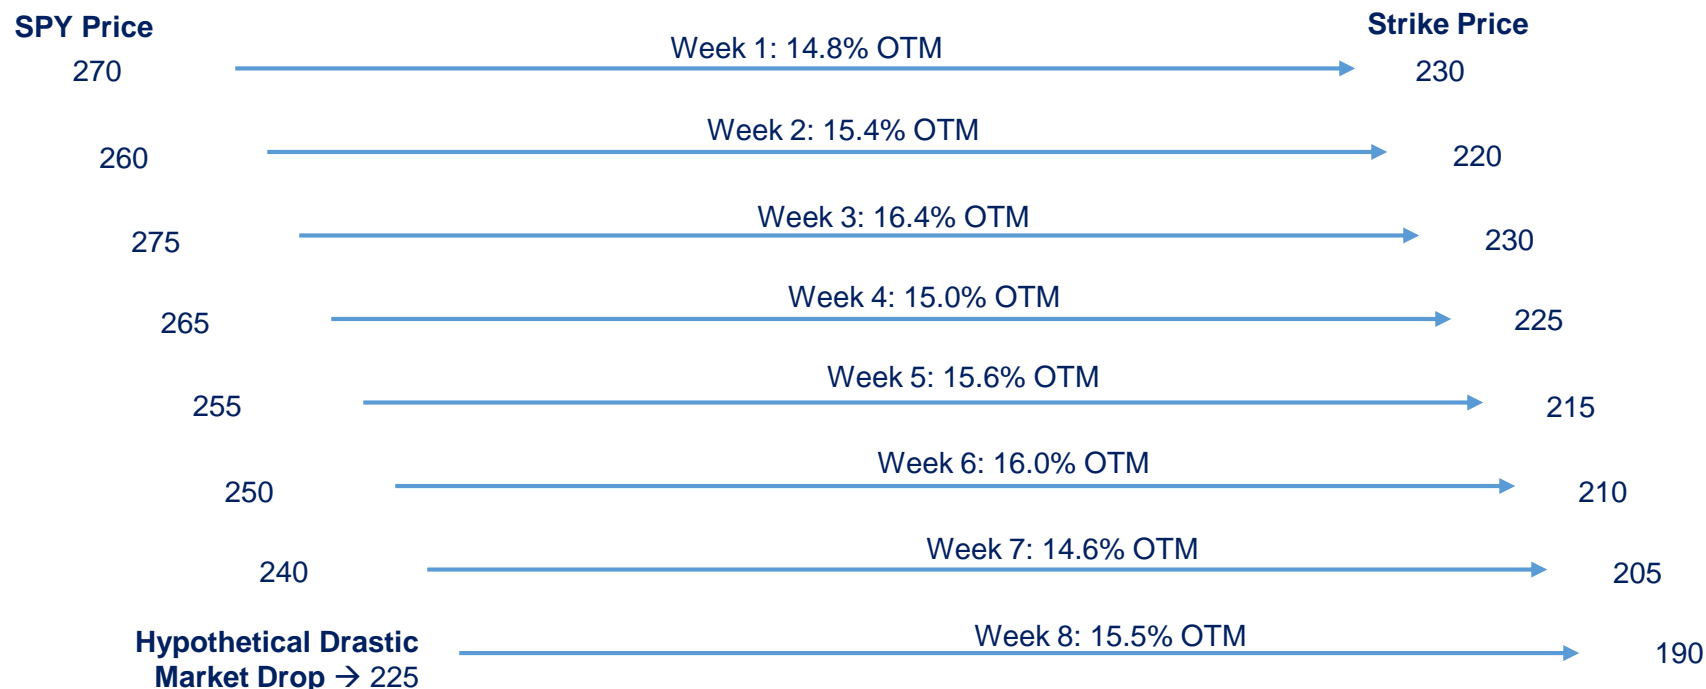 SPY Price
Strike Price
Week 1: 14.8% OTM
270
230
Week 2: 15.4% OTM
260
220
Week 3: 16.4% OTM
275
230
Week 4: 15.0% OTM
265
225
Week 5: 15.6% OTM
255
215
Week 6: 16.0% OTM
250
210
Week 7: 14.6% OTM
240
205
Week 8: 15.5% OTM
Hypothetical Drastic
Market Drop → 225
190